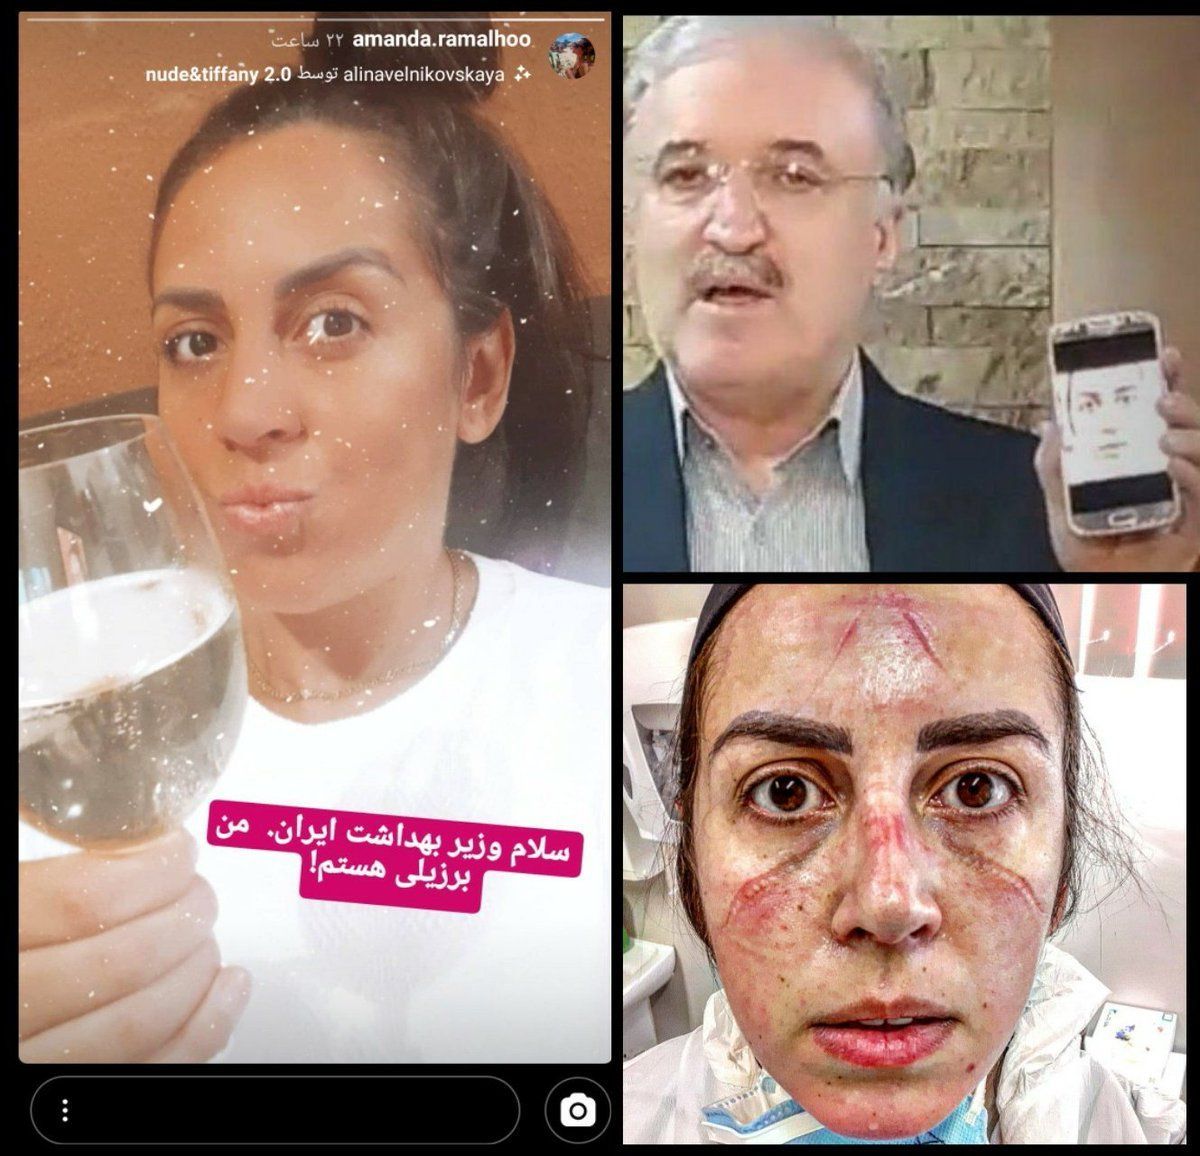 amanda.ramalhoo ۲۲ ساعت
alinavelnikovskaya توسط nude&tiffany 2.0
سلام وزیر بهداشت ایران. من
برزیلی هستم!